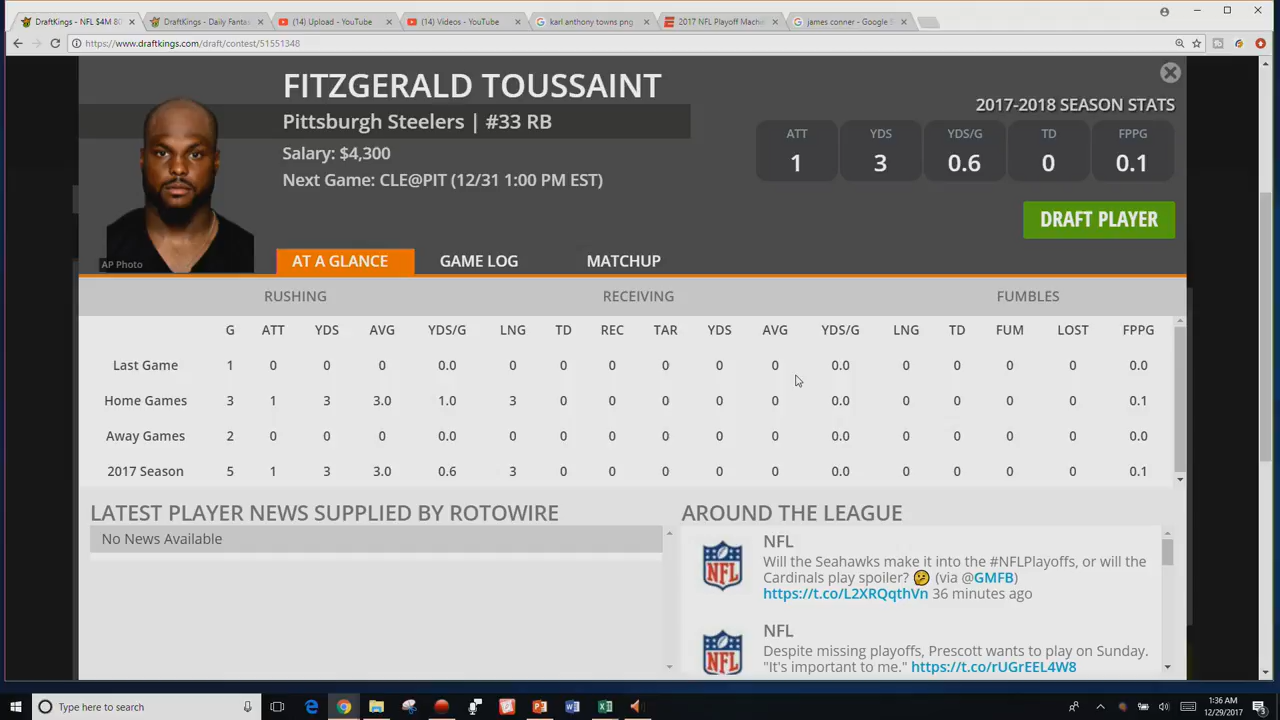 DraftKings - NFL $4M 80
DraftKings - Daily Fantas
(14) Upload - YouTube
(14) Videos - YouTube
karl anthony towns png
2017 NFL Playoff Mache
james conner - Google S
https://www.draftkings.com/draft/contest/51551348
FITZGERALD TOUSSAINT
Pittsburgh Steelers | #33 RB
Salary: $4,300
Next Game: CLE@PIT (12/31 1:00 PM EST)
AP Photo
2017-2018 SEASON STATS
ATT YDS YDS/G TD FPPG
1 3 0.6 0 0.1
DRAFT PLAYER
AT A GLANCE GAME LOG MATCHUP
RUSHING RECEIVING FUMBLES
G ATT YDS AVG YDS/G LNG TD REC TAR YDS AVG YDS/G LNG TD FUM LOST FPPG
Last Game 1 0 0 0 0.0 0 0 0 0 0 0 0.0 0 0 0 0 0.0
Home Games 3 1 3 3.0 1.0 3 0 0 0 0 0 0.0 0 0 0 0 0.1
Away Games 2 0 0 0 0.0 0 0 0 0 0 0 0.0 0 0 0 0 0.0
2017 Season 5 1 3 3.0 0.6 3 0 0 0 0 0 0.0 0 0 0 0 0.1
LATEST PLAYER NEWS SUPPLIED BY ROTOWIRE
No News Available
AROUND THE LEAGUE
NFL
NFL
Will the Seahawks make it into the #NFLPlayoffs, or will the
Cardinals play spoiler? 🤔 (via @GMFB)
https://t.co/L2XRQqthVn 36 minutes ago
NFL
NFL
Despite missing playoffs, Prescott wants to play on Sunday.
"It's important to me." https://t.co/rUGrEEL4W8
Type here to search
1:36 AM
12/29/2017